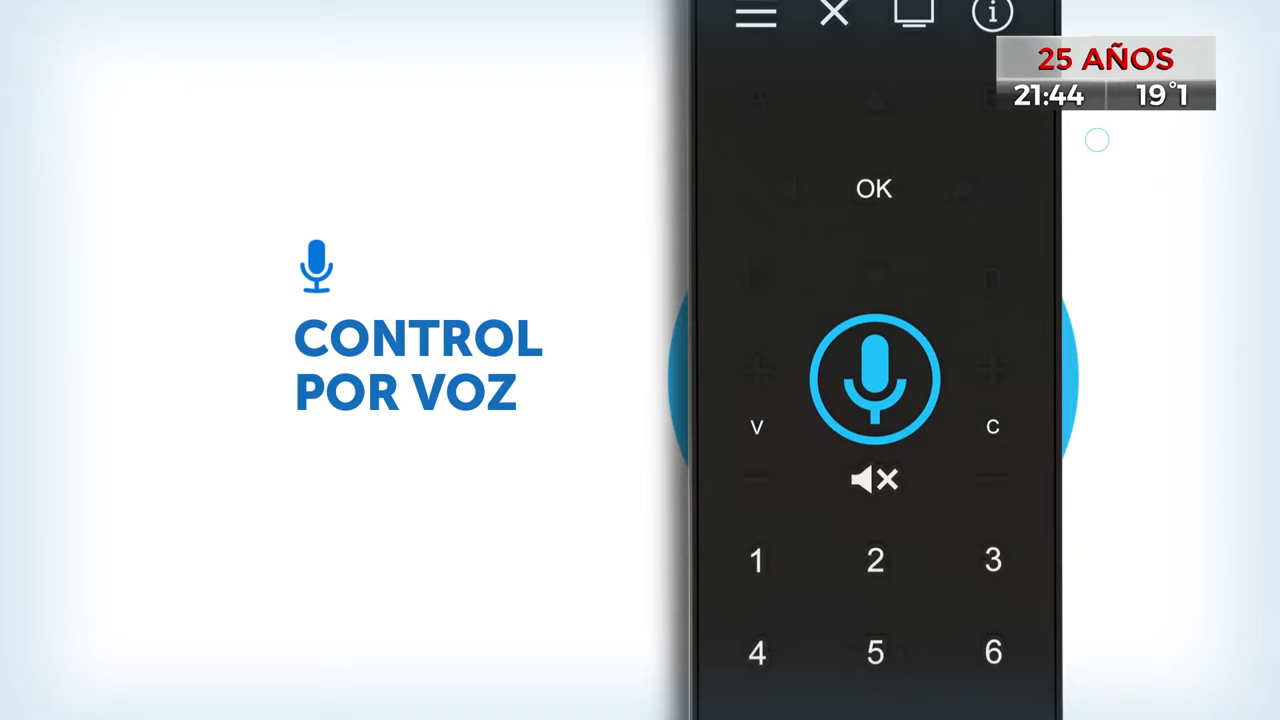 25 AÑOS
21:44 19°1
OK
CONTROL
POR VOZ
V C
1 2 3
4 5 6